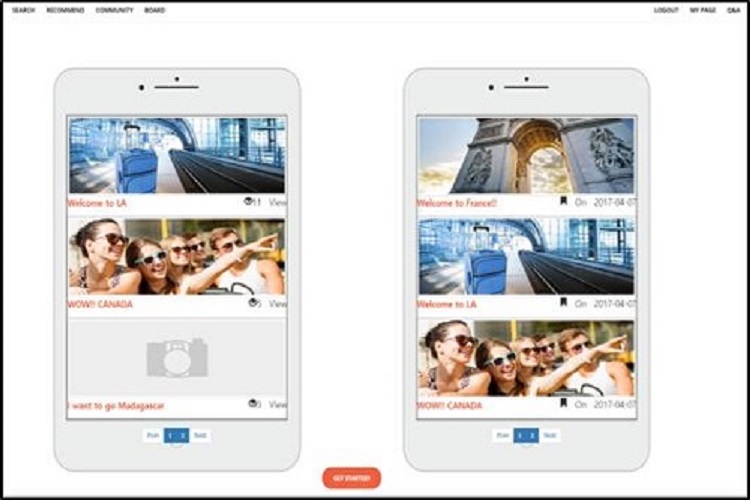 SEARCH RECOMMEND COMMUNITY BOARD
LOGOUT MY PAGE Q&A
Welcome to LA 11 View
WOW!! CANADA 5 View
I want to go Madagascar View
Prev 1 2 Next
Welcome to France!! On 2017-04-07
Welcome to LA On 2017-04-07
WOW!! CANADA On 2017-04-07
Prev 1 2 Next
GET STARTED!